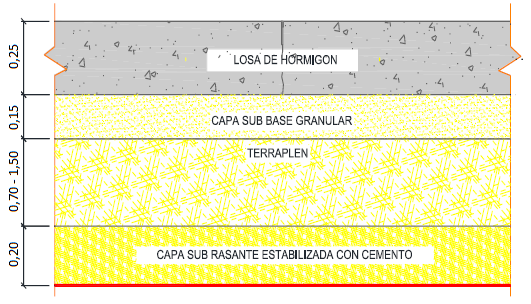 0,25
LOSA DE HORMIGON
0,15
CAPA SUB BASE GRANULAR
0,70 - 1,50
TERRAPLEN
0,20
CAPA SUB RASANTE ESTABILIZADA CON CEMENTO